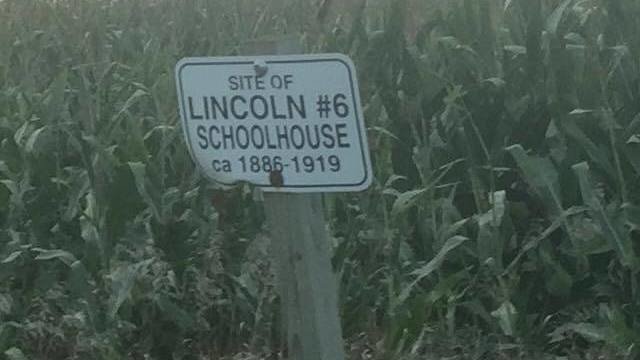 SITE OF
LINCOLN #6
SCHOOLHOUSE
ca 1886-1919